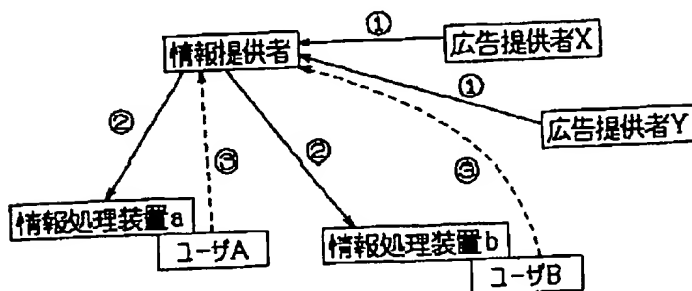 ①
情報提供者
広告提供者X
①
②
広告提供者Y
③
②
③
情報処理装置a
ユーザA
情報処理装置b
ユーザB